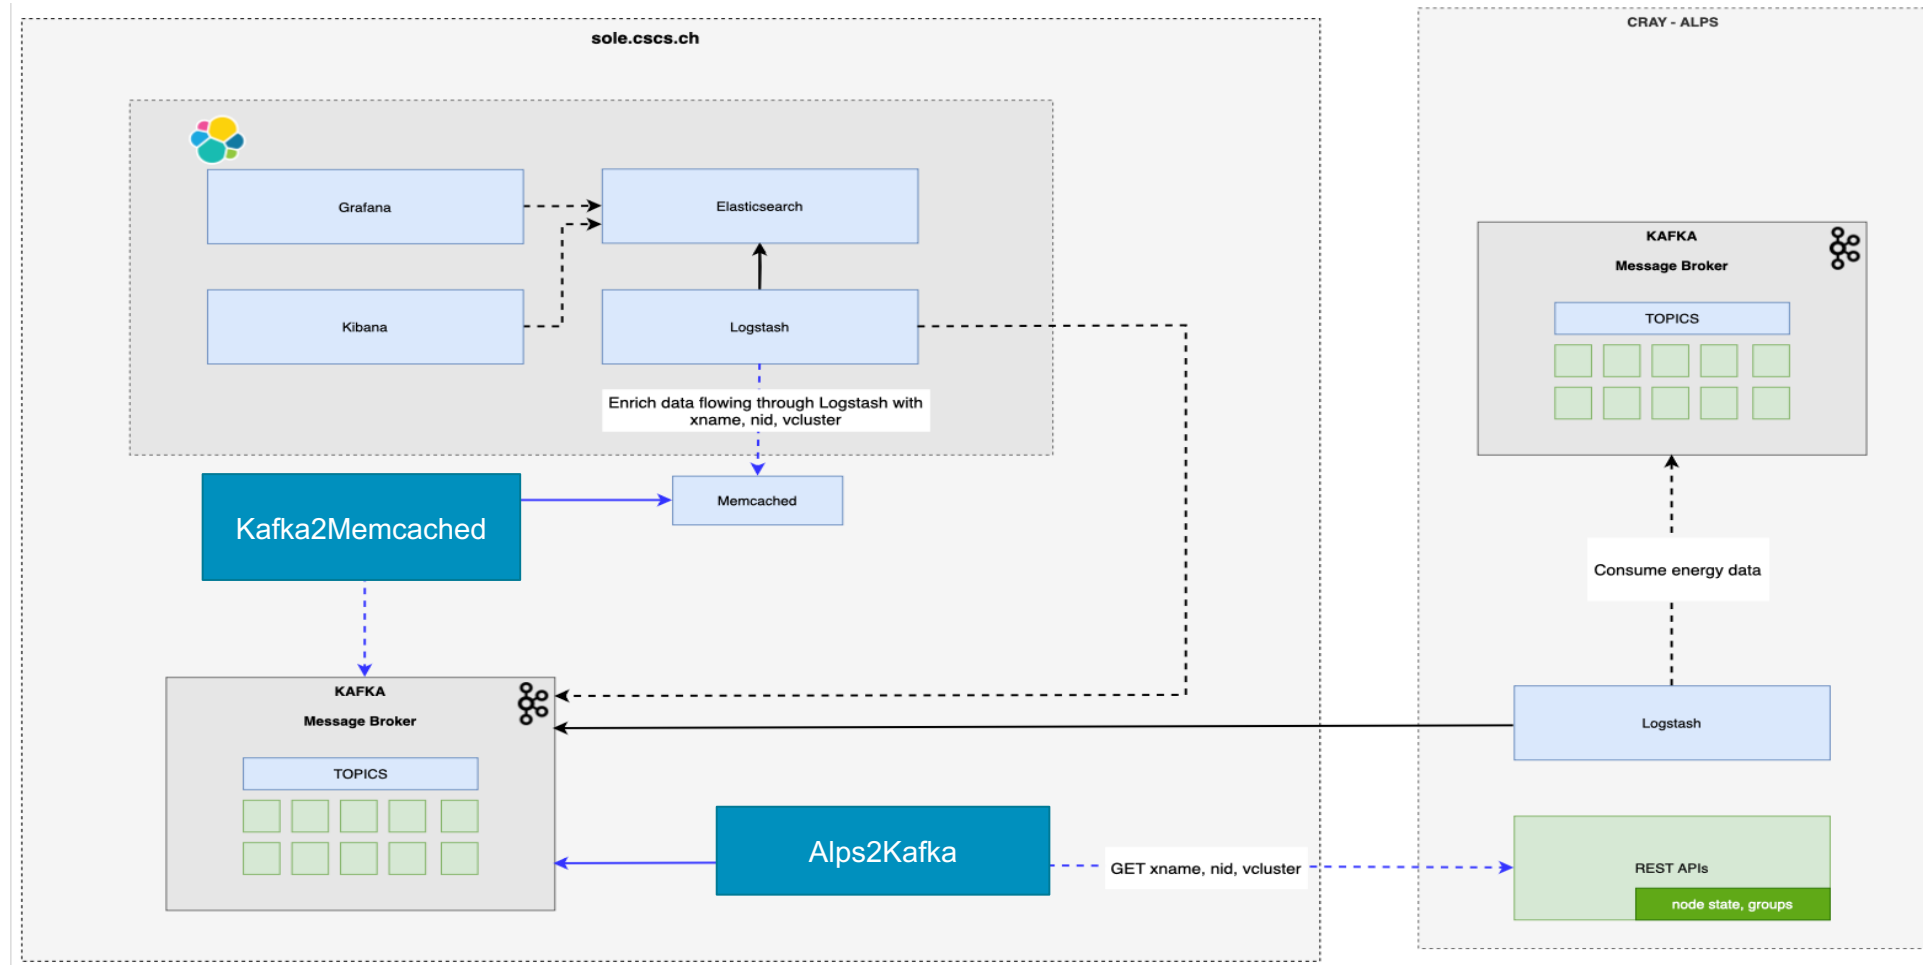 sole.cscs.ch
CRAY - ALPS
Grafana
Elasticsearch
Kibana
Logstash
Enrich data flowing through Logstash with
xname, nid, vcluster
Kafka2Memcached
Memcached
KAFKA
Message Broker
TOPICS
Alps2Kafka
GET xname, nid, vcluster
KAFKA
Message Broker
TOPICS
Consume energy data
Logstash
REST APIs
node state, groups